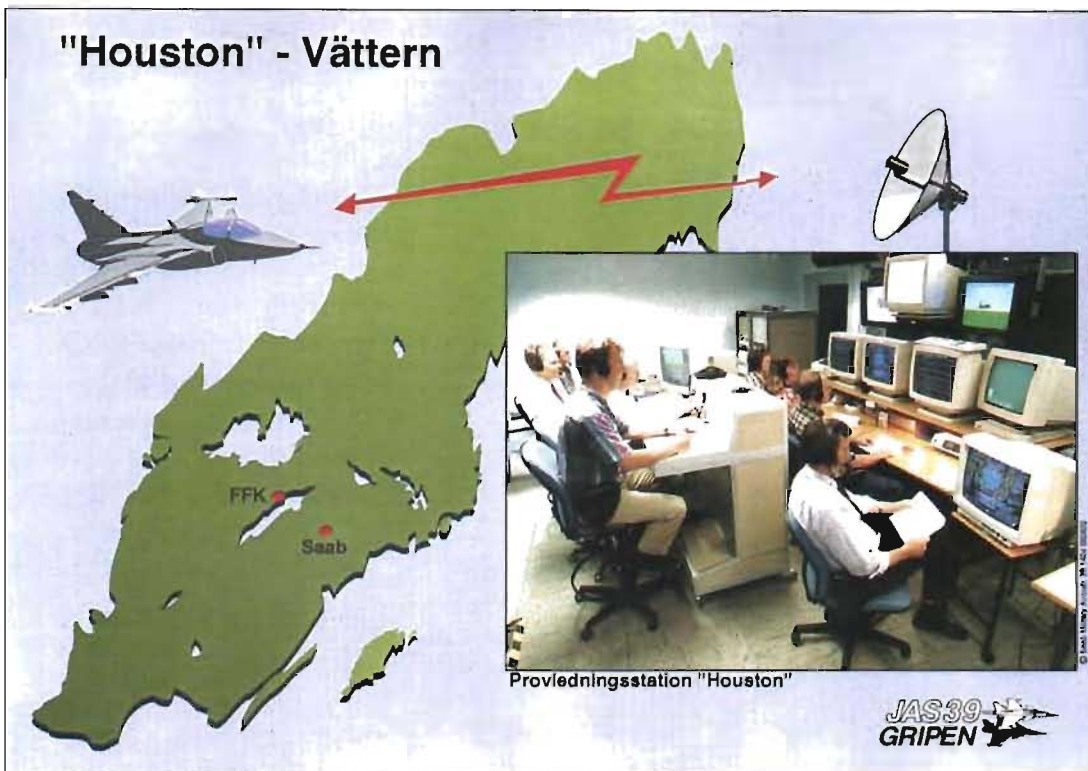 "Houston" - Vättern
FFK
Saab
Provledningsstation "Houston"
JAS39
GRIPEN